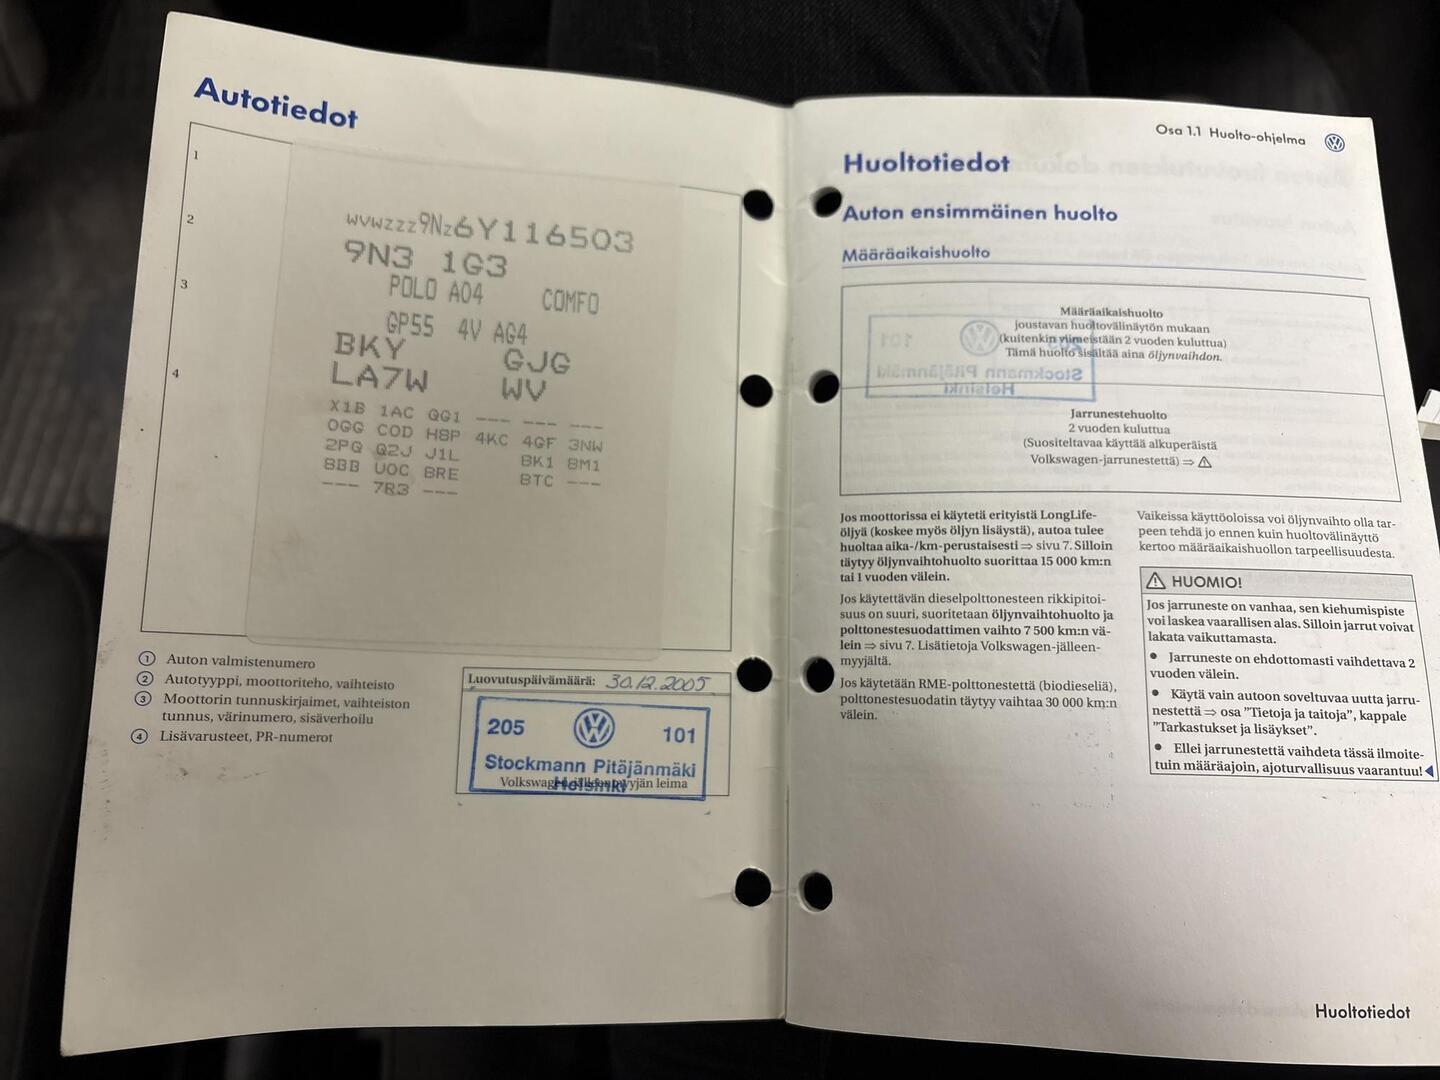 Autotiedot
1
2
3
4
WVWZZZ9NZ6Y116503
9N3 1G3
POLO A04 COMFO
GP55 4V AG4
BKY GJG
LA7W WV
X1B 1AC GG1 --- --- ---
0GG C0D H8P 4KC 4GF 3NW
2PG Q2J J1L 8K1 8M1
8BB U0C 8RE 8TC ---
--- 7R3 ---
1 Auton valmistenumero
2 Autotyyppi, moottoriteho, vaihteisto
3 Moottorin tunnuskirjaimet, vaihteiston
tunnus, värinumero, sisäverhoilu
4 Lisävarusteet, PR-numerot
Luovutuspäivämäärä: 30.12.2005
205 101
Stockmann Pitäjänmäki
Helsinki
Volkswagen-jälleenmyyjän leima
Osa 1.1 Huolto-ohjelma
Huoltotiedot
Auton ensimmäinen huolto
Määräaikaishuolto
Määräaikaishuolto
joustavan huoltovälinäytön mukaan
(kuitenkin viimeistään 2 vuoden kuluttua)
Tämä huolto sisältää aina öljynvaihdon.
Jarrunestehuolto
2 vuoden kuluttua
(Suositeltavaa käyttää alkuperäistä
Volkswagen-jarrunestettä) ⇒ ⚠
Jos moottorissa ei käytetä erityistä LongLife-
öljyä (koskee myös öljyn lisäystä), autoa tulee
huoltaa aika-/km-perustaisesti ⇒ sivu 7. Silloin
täytyy öljynvaihtohuolto suorittaa 15 000 km:n
tai 1 vuoden välein.
Jos käytettävän dieselpolttonesteen rikkipitoi-
suus on suuri, suoritetaan öljynvaihtohuolto ja
polttonestesuodattimen vaihto 7 500 km:n vä-
lein ⇒ sivu 7. Lisätietoja Volkswagen-jälleen-
myyjältä.
Jos käytetään RME-polttonestettä (biodieseliä),
polttonestesuodatin täytyy vaihtaa 30 000 km:n
välein.
Vaikeissa käyttöoloissa voi öljynvaihto olla tar-
peen tehdä jo ennen kuin huoltovälinäyttö
kertoo määräaikaishuollon tarpeellisuudesta.
⚠ HUOMIO!
Jos jarruneste on vanhaa, sen kiehumispiste
voi laskea vaarallisen alas. Silloin jarrut voivat
lakata vaikuttamasta.
• Jarruneste on ehdottomasti vaihdettava 2
vuoden välein.
• Käytä vain autoon soveltuvaa uutta jarru-
nestettä ⇒ osa "Tietoja ja taitoja", kappale
"Tarkastukset ja lisäykset".
• Ellei jarrunestettä vaihdeta tässä ilmoite-
tuin määräajoin, ajoturvallisuus vaarantuu!
Huoltotiedot